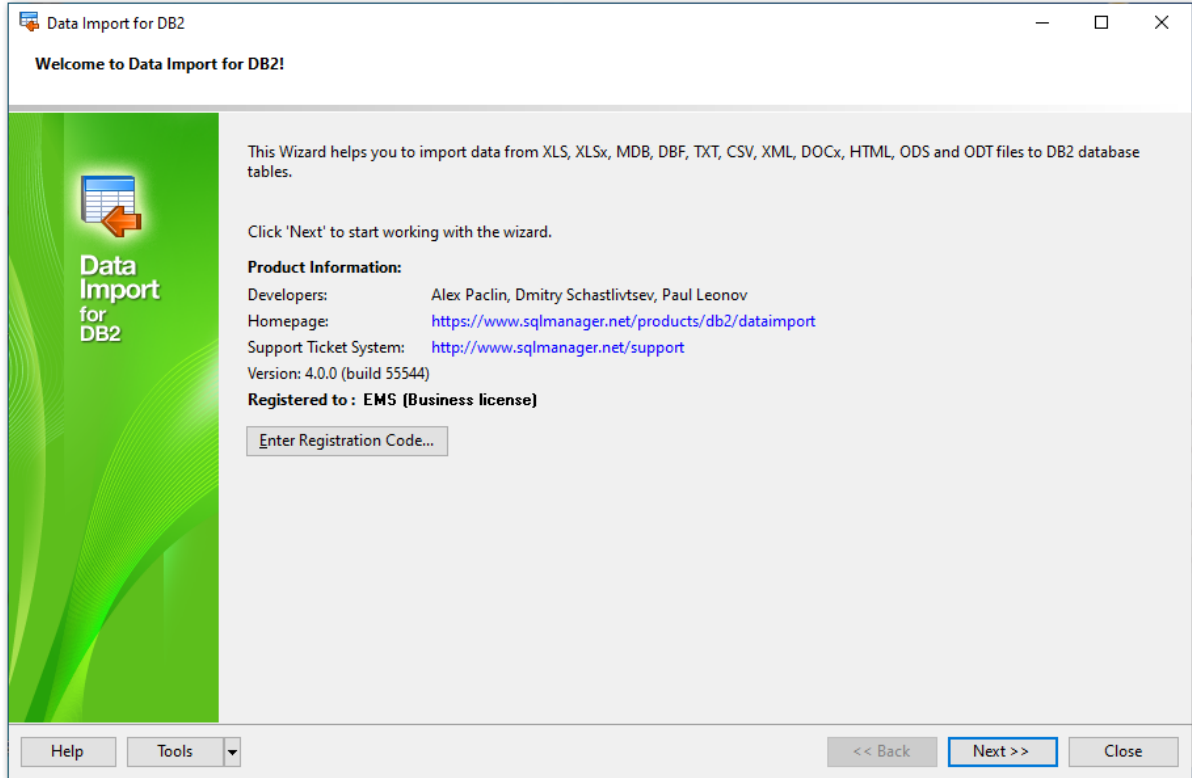 Data Import for DB2
Welcome to Data Import for DB2!
This Wizard helps you to import data from XLS, XLSx, MDB, DBF, TXT, CSV, XML, DOCx, HTML, ODS and ODT files to DB2 database
tables.
Click 'Next' to start working with the wizard.
Data
Import
for
DB2
Product Information:
Developers: Alex Paclin, Dmitry Schastlivtsev, Paul Leonov
Homepage: https://www.sqlmanager.net/products/db2/dataimport
Support Ticket System: http://www.sqlmanager.net/support
Version: 4.0.0 (build 55544)
Registered to : EMS (Business license)
Enter Registration Code...
Help Tools << Back Next >> Close